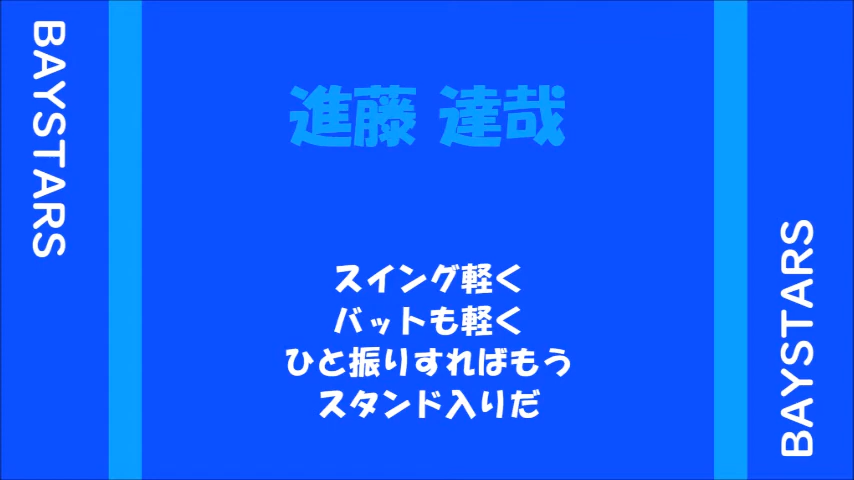 BAYSTARS
進藤 達哉
スイング軽く
バットも軽く
ひと振りすればもう
スタンド入りだ
BAYSTARS